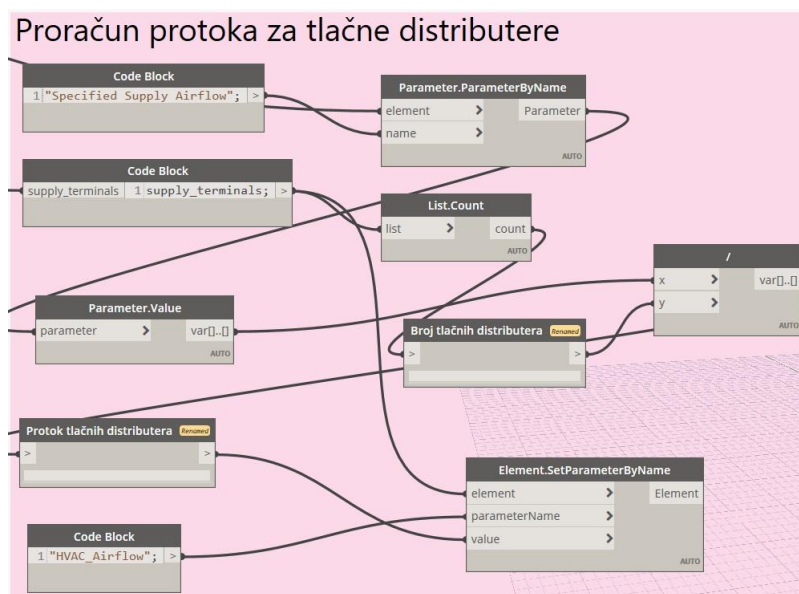 Proračun protoka za tlačne distributere
Code Block
1 "Specified Supply Airflow"; >
Parameter.ParameterByName
element > Parameter
name >
AUTO
Code Block
supply_terminals 1 supply_terminals; >
List.Count
list > count
AUTO
/
x > var[]..[]
y >
AUTO
Parameter.Value
parameter > var[]..[]
AUTO
Broj tlačnih distributera Renamed
> >
Protok tlačnih distributera Renamed
> >
Element.SetParameterByName
element > Element
parameterName >
value >
AUTO
Code Block
1 "HVAC_Airflow"; >